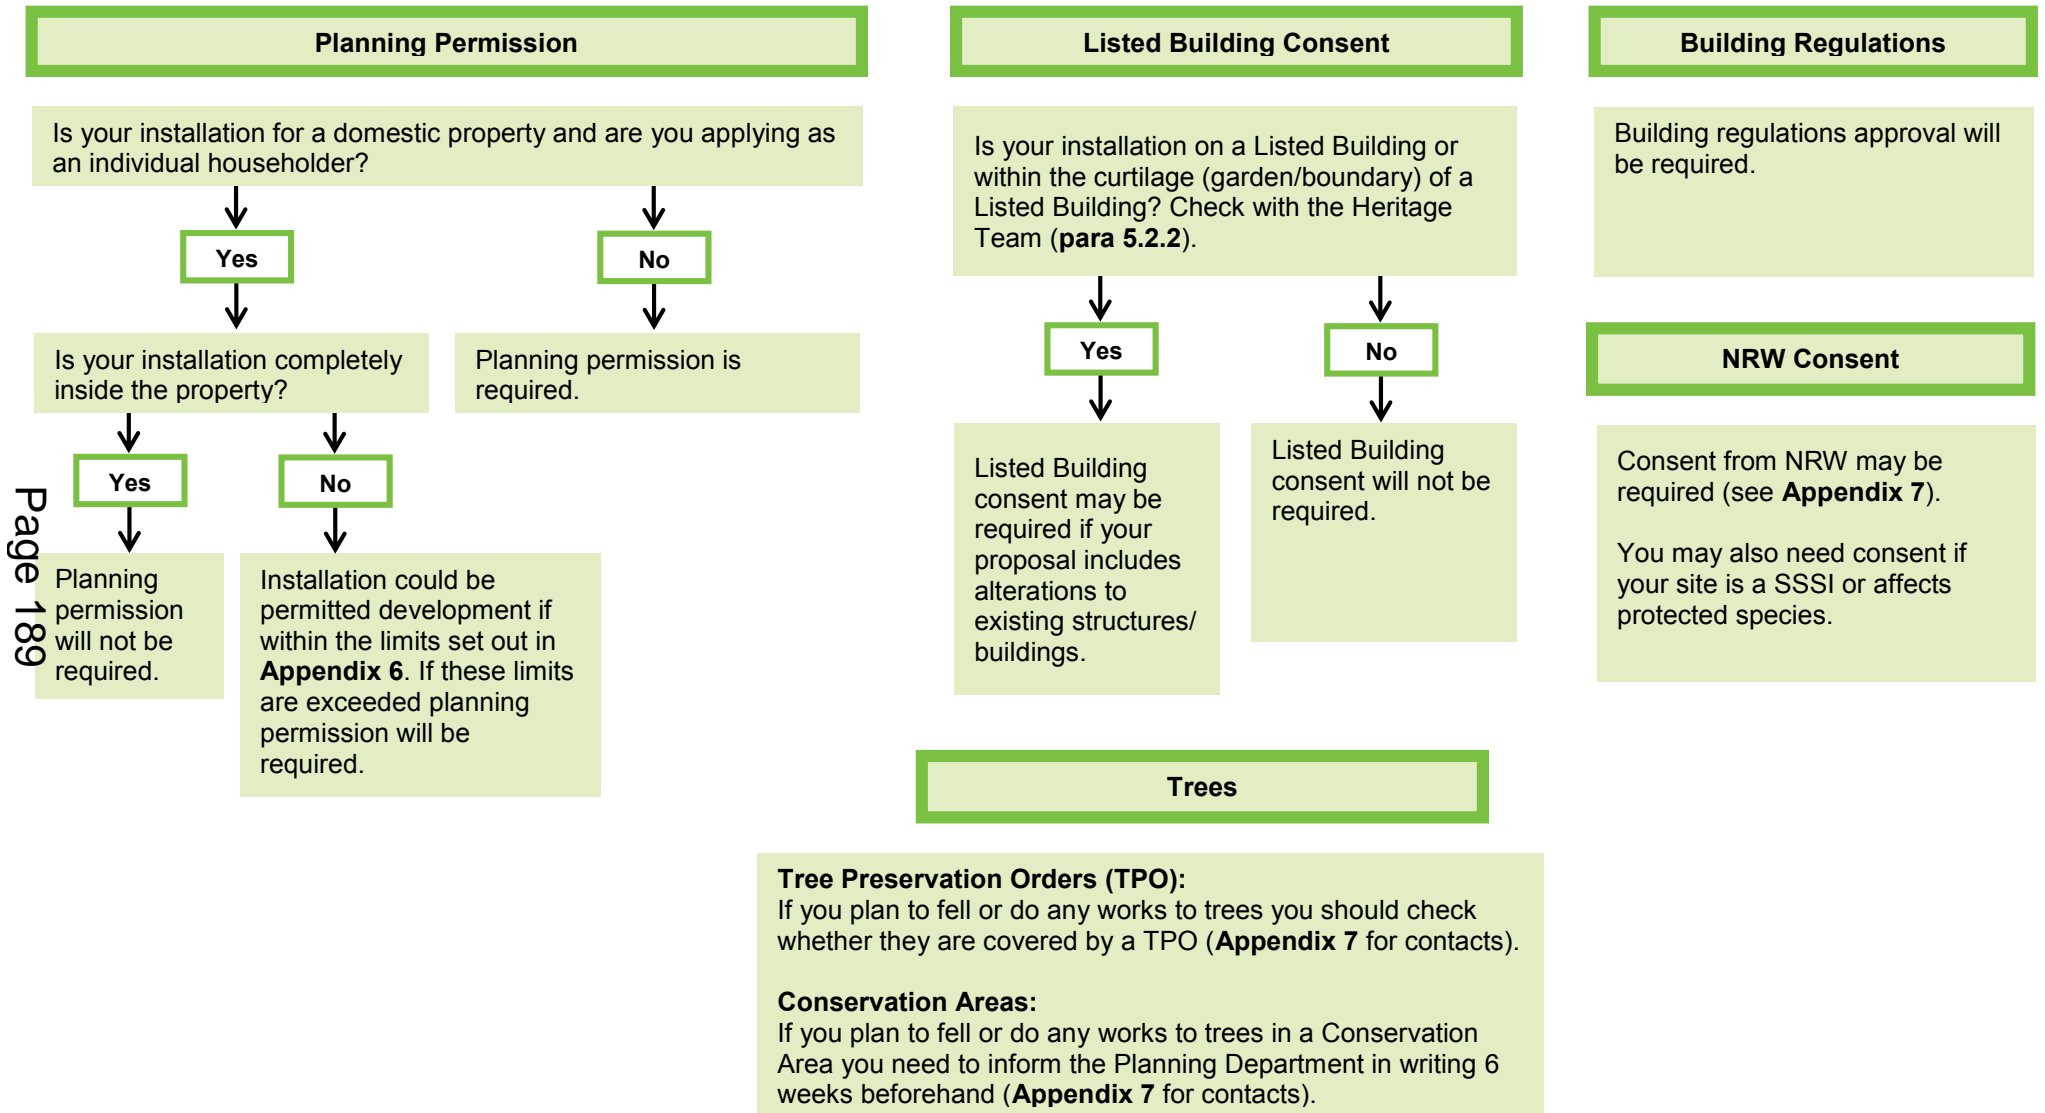 Planning Permission
Is your installation for a domestic property and are you applying as
an individual householder?
Yes
No
Is your installation completely
inside the property?
Planning permission is
required.
Yes
No
Planning
permission
will not be
required.
Installation could be
permitted development if
within the limits set out in
Appendix 6. If these limits
are exceeded planning
permission will be
required.
Listed Building Consent
Is your installation on a Listed Building or
within the curtilage (garden/boundary) of a
Listed Building? Check with the Heritage
Team (para 5.2.2).
Yes
No
Listed Building
consent may be
required if your
proposal includes
alterations to
existing structures/
buildings.
Listed Building
consent will not be
required.
Building Regulations
Building regulations approval will
be required.
NRW Consent
Consent from NRW may be
required (see Appendix 7).
You may also need consent if
your site is a SSSI or affects
protected species.
Trees
Tree Preservation Orders (TPO):
If you plan to fell or do any works to trees you should check
whether they are covered by a TPO (Appendix 7 for contacts).
Conservation Areas:
If you plan to fell or do any works to trees in a Conservation
Area you need to inform the Planning Department in writing 6
weeks beforehand (Appendix 7 for contacts).
Page 189